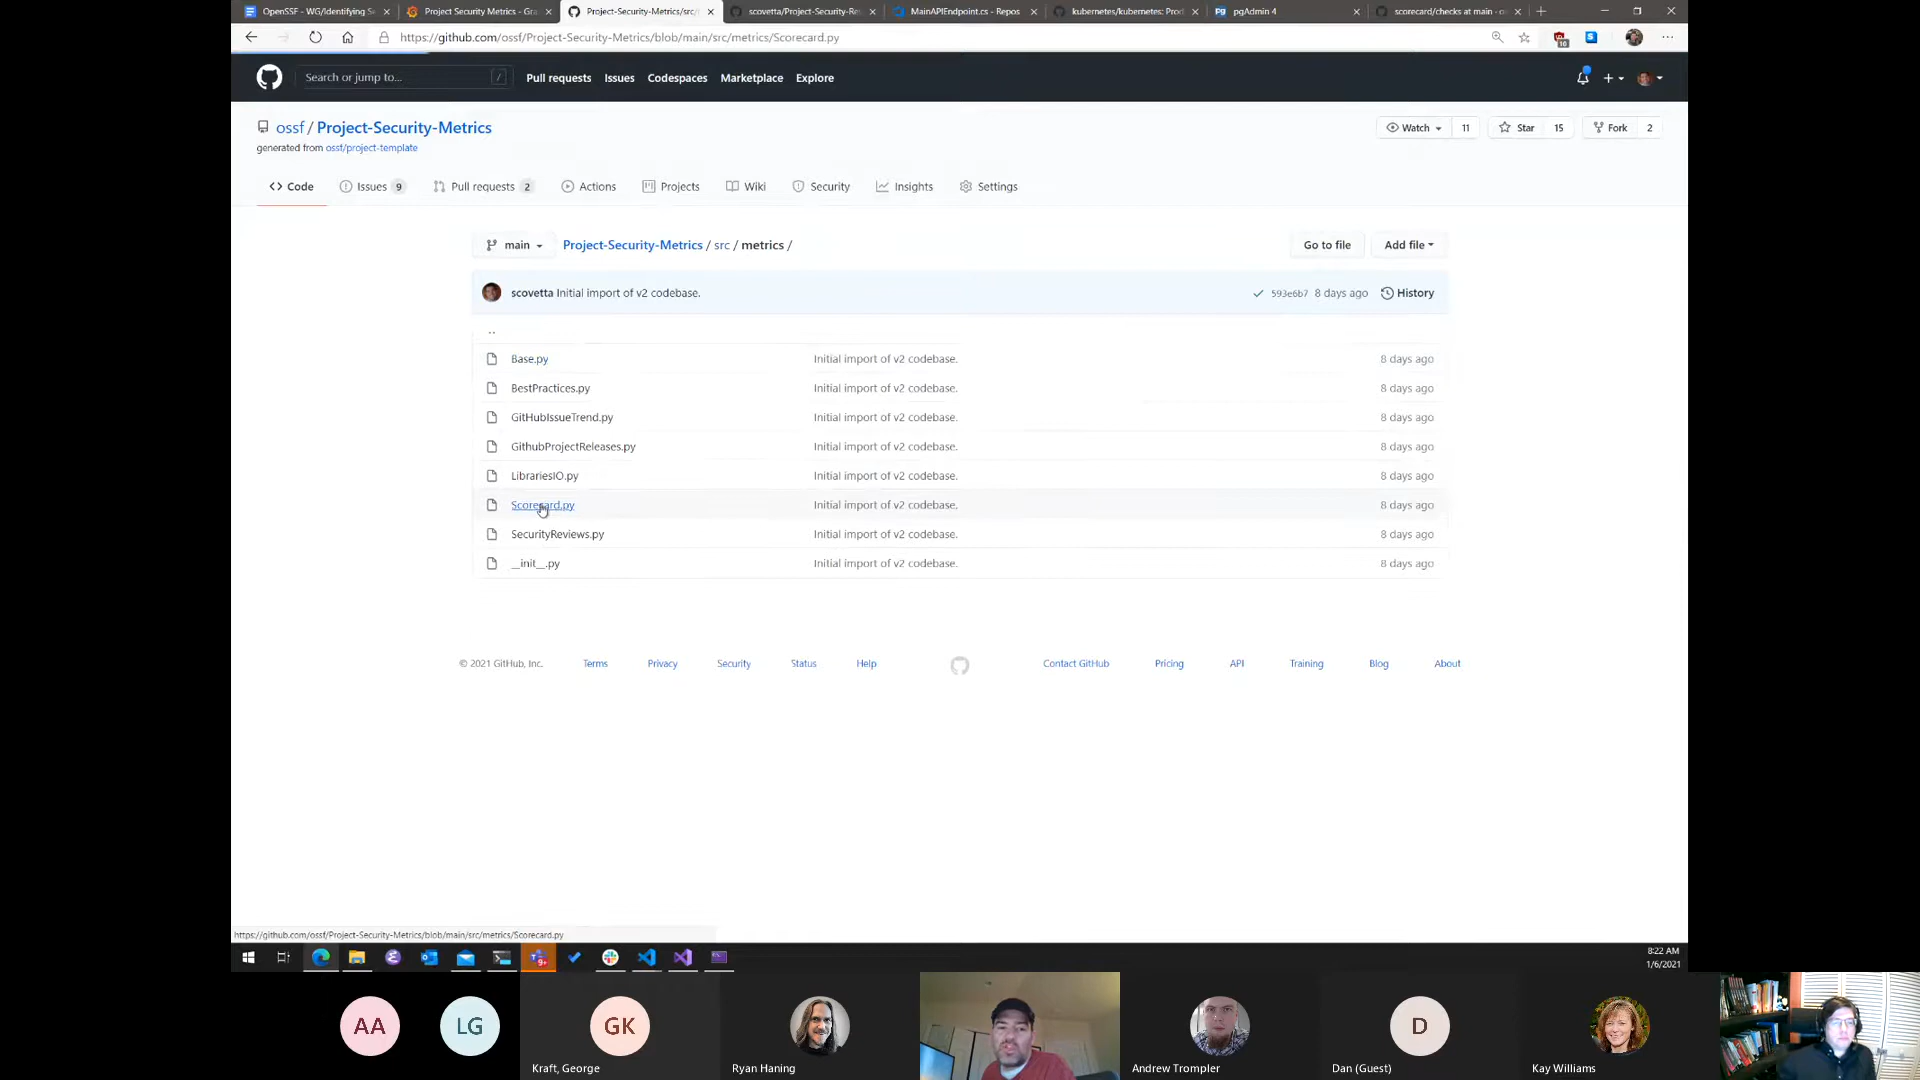 OpenSSF - WG/Identifying Se
Project Security Metrics - Gra
Project-Security-Metrics/src/
scovetta/Project-Security-Re
MainAPIEndpoint.cs - Repos
kubernetes/kubernetes: Prod
pgAdmin 4
scorecard/checks at main · o
https://github.com/ossf/Project-Security-Metrics/blob/main/src/metrics/Scorecard.py
10
Search or jump to...
/
Pull requests
Issues
Codespaces
Marketplace
Explore
ossf / Project-Security-Metrics
generated from ossf/project-template
Watch
11
Star
15
Fork
2
Code
Issues 9
Pull requests 2
Actions
Projects
Wiki
Security
Insights
Settings
main
Project-Security-Metrics / src / metrics /
Go to file
Add file
scovetta Initial import of v2 codebase.
593e6b7 8 days ago
History
..
Base.py Initial import of v2 codebase. 8 days ago
BestPractices.py Initial import of v2 codebase. 8 days ago
GitHubIssueTrend.py Initial import of v2 codebase. 8 days ago
GithubProjectReleases.py Initial import of v2 codebase. 8 days ago
LibrariesIO.py Initial import of v2 codebase. 8 days ago
Scorecard.py Initial import of v2 codebase. 8 days ago
SecurityReviews.py Initial import of v2 codebase. 8 days ago
__init__.py Initial import of v2 codebase. 8 days ago
© 2021 GitHub, Inc.
Terms
Privacy
Security
Status
Help
Contact GitHub
Pricing
API
Training
Blog
About
https://github.com/ossf/Project-Security-Metrics/blob/main/src/metrics/Scorecard.py
8:22 AM
1/6/2021
AA
LG
GK
D
Kraft, George
Ryan Haning
Andrew Trompler
Dan (Guest)
Kay Williams